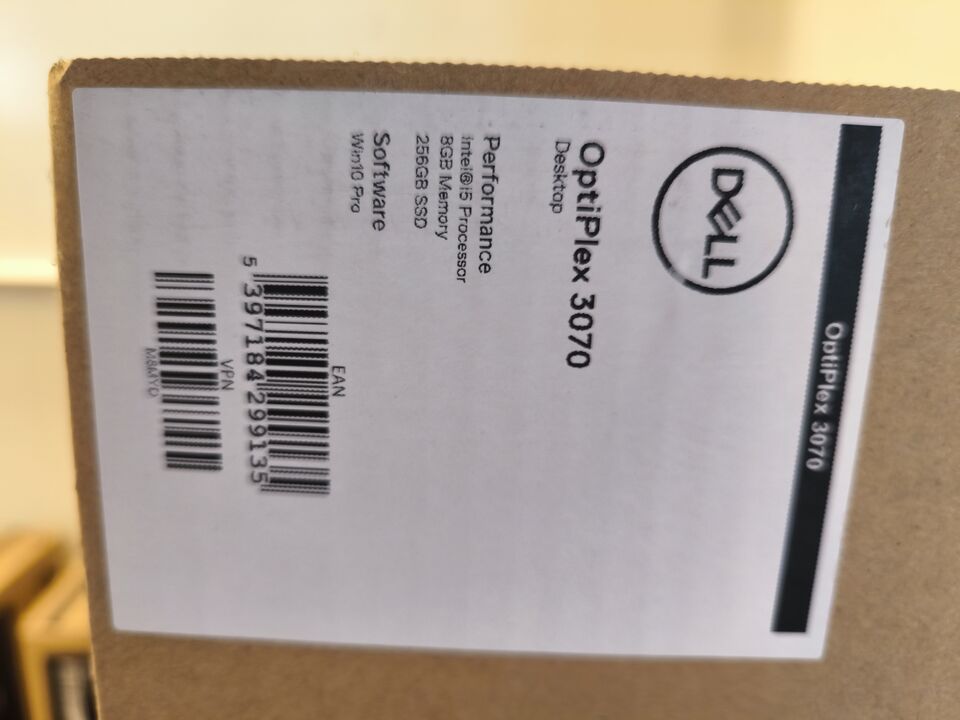 OptiPlex 3070
DELL
OptiPlex 3070
Desktop
Performance
intel®i5 Processor
8GB Memory
256GB SSD
Software
Win10 Pro
EAN
5 397184 299135
VPN
M8MYD